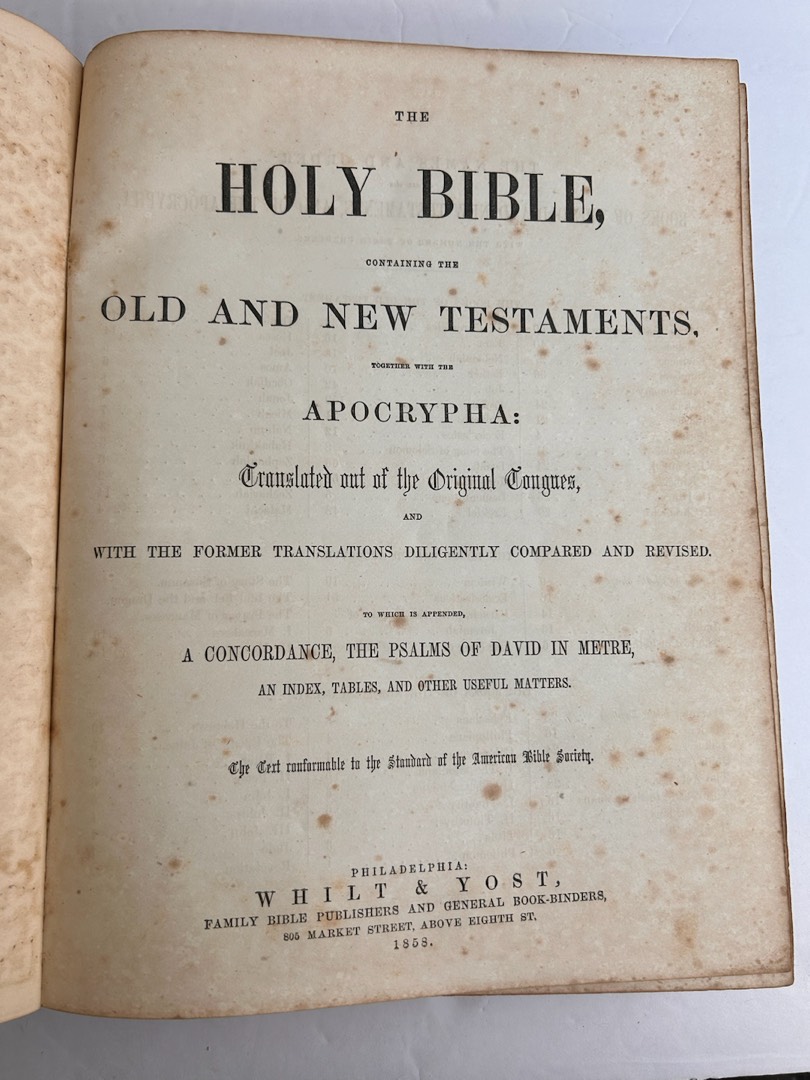 THE
HOLY BIBLE,
CONTAINING THE
OLD AND NEW TESTAMENTS,
TOGETHER WITH THE
APOCRYPHA:
Translated out of the Original Tongues,
AND
WITH THE FORMER TRANSLATIONS DILIGENTLY COMPARED AND REVISED.
TO WHICH IS APPENDED,
A CONCORDANCE, THE PSALMS OF DAVID IN METRE,
AN INDEX, TABLES, AND OTHER USEFUL MATTERS.
The Text conformable to the Standard of the American Bible Society.
PHILADELPHIA:
WHILT & YOST,
FAMILY BIBLE PUBLISHERS AND GENERAL BOOK-BINDERS,
805 MARKET STREET, ABOVE EIGHTH ST.
1858.